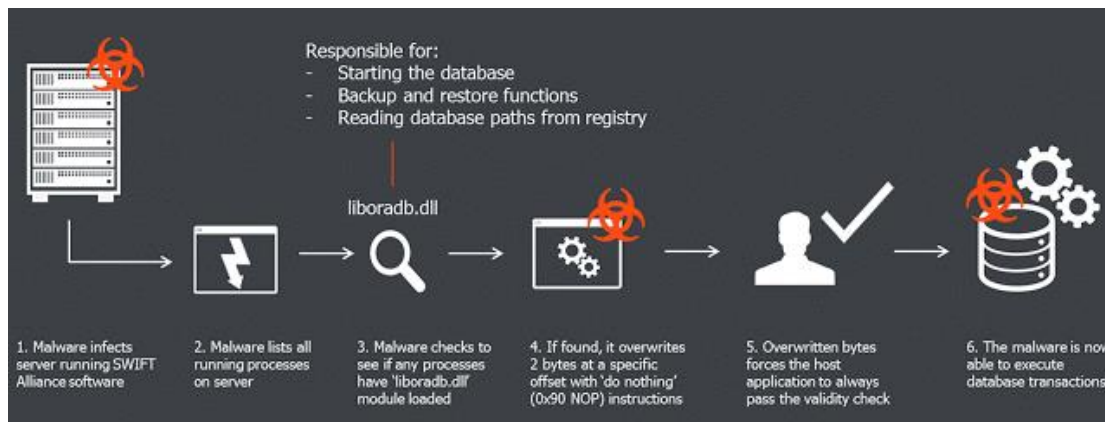 Responsible for:
- Starting the database
- Backup and restore functions
- Reading database paths from registry
liboradb.dll
1. Malware infects
server running SWIFT
Alliance software
2. Malware lists all
running processes
on server
3. Malware checks to
see if any processes
have 'liboradb.dll'
module loaded
4. If found, it overwrites
2 bytes at a specific
offset with 'do nothing'
(0x90 NOP) instructions
5. Overwritten bytes
forces the host
application to always
pass the validity check
6. The malware is now
able to execute
database transactions